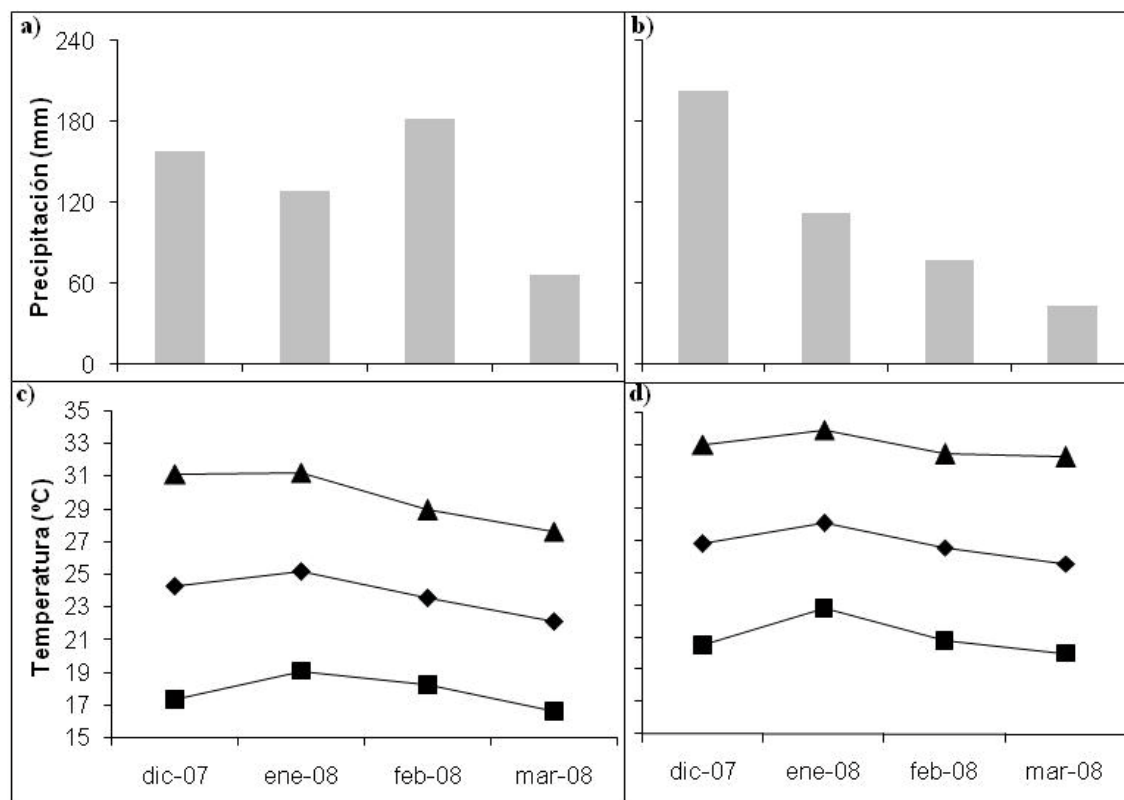 a)
b)
Precipitación (mm)
240
180
120
60
0
c)
d)
Temperatura (ºC)
35
33
31
29
27
25
23
21
19
17
15
dic-07 ene-08 feb-08 mar-08
dic-07 ene-08 feb-08 mar-08